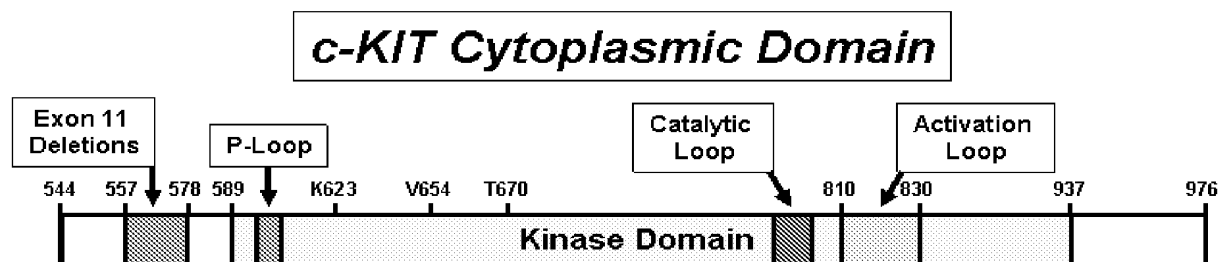 c-KIT Cytoplasmic Domain
Exon 11
Deletions
P-Loop
Catalytic
Loop
Activation
Loop
544 557 578 589 K623 V654 T670 810 830 937 976
Kinase Domain